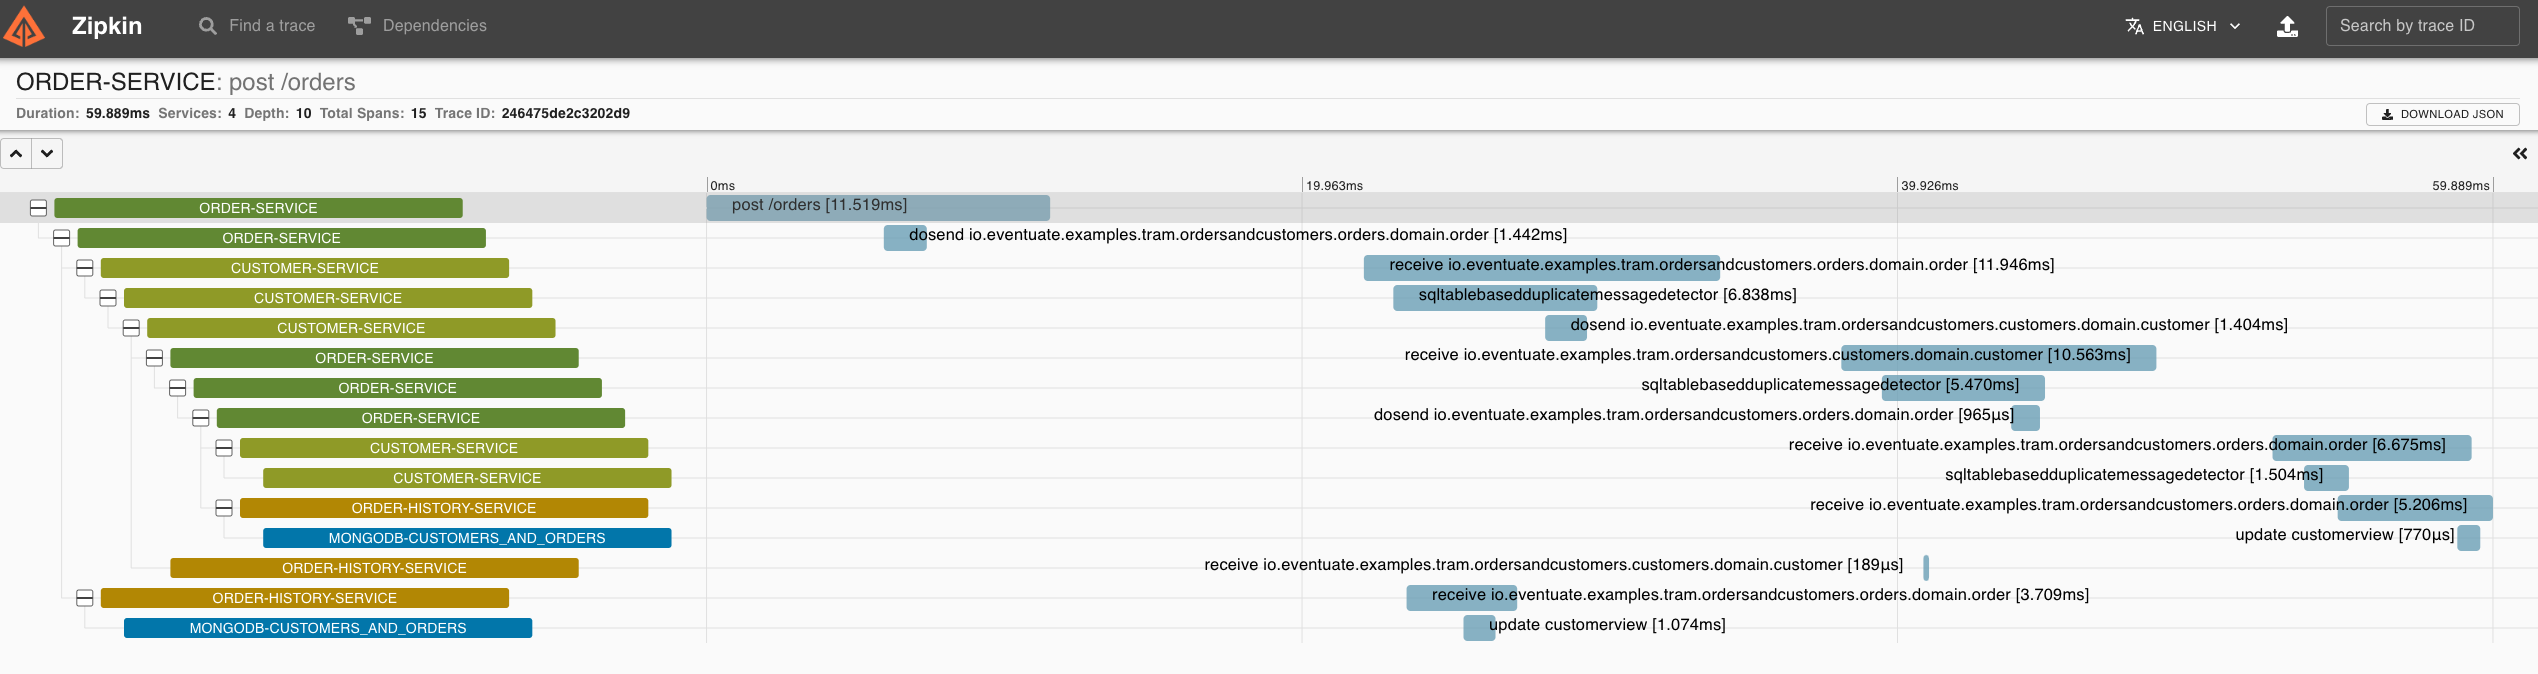 Zipkin Find a trace Dependencies ENGLISH Search by trace ID
ORDER-SERVICE: post /orders
Duration: 59.889ms Services: 4 Depth: 10 Total Spans: 15 Trace ID: 246475de2c3202d9 DOWNLOAD JSON
0ms 19.963ms 39.926ms 59.889ms
ORDER-SERVICE post /orders [11.519ms]
ORDER-SERVICE dosend io.eventuate.examples.tram.ordersandcustomers.orders.domain.order [1.442ms]
CUSTOMER-SERVICE receive io.eventuate.examples.tram.ordersandcustomers.orders.domain.order [11.946ms]
CUSTOMER-SERVICE sqltablebasedduplicatemessagedetector [6.838ms]
CUSTOMER-SERVICE dosend io.eventuate.examples.tram.ordersandcustomers.customers.domain.customer [1.404ms]
ORDER-SERVICE receive io.eventuate.examples.tram.ordersandcustomers.customers.domain.customer [10.563ms]
ORDER-SERVICE sqltablebasedduplicatemessagedetector [5.470ms]
ORDER-SERVICE dosend io.eventuate.examples.tram.ordersandcustomers.orders.domain.order [965μs]
CUSTOMER-SERVICE receive io.eventuate.examples.tram.ordersandcustomers.orders.domain.order [6.675ms]
CUSTOMER-SERVICE sqltablebasedduplicatemessagedetector [1.504ms]
ORDER-HISTORY-SERVICE receive io.eventuate.examples.tram.ordersandcustomers.orders.domain.order [5.206ms]
MONGODB-CUSTOMERS_AND_ORDERS update customerview [770μs]
ORDER-HISTORY-SERVICE receive io.eventuate.examples.tram.ordersandcustomers.customers.domain.customer [189μs]
ORDER-HISTORY-SERVICE receive io.eventuate.examples.tram.ordersandcustomers.orders.domain.order [3.709ms]
MONGODB-CUSTOMERS_AND_ORDERS update customerview [1.074ms]